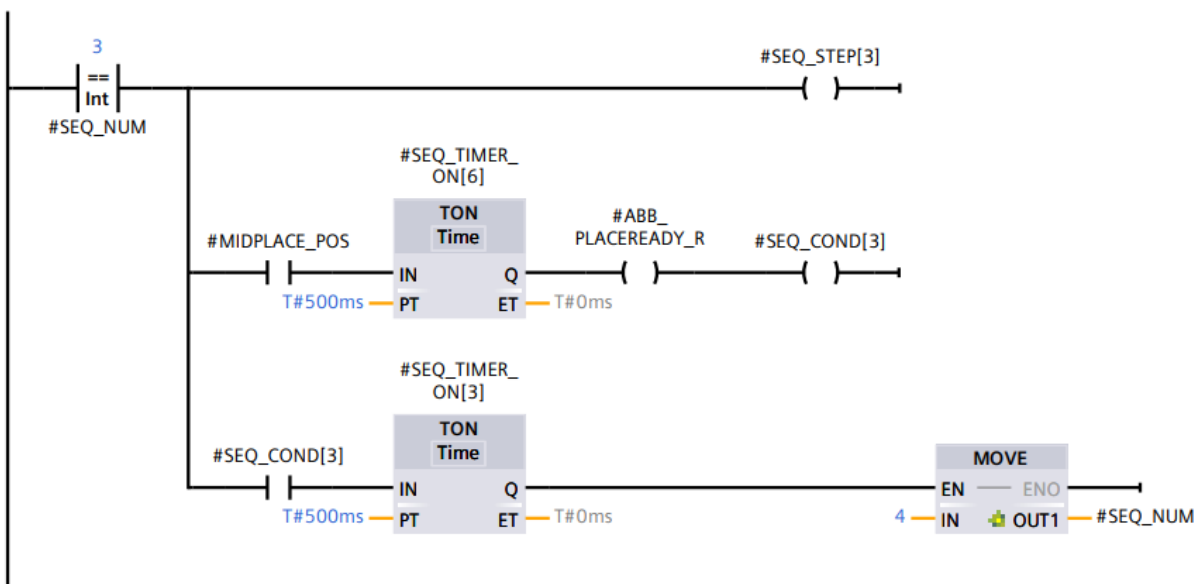 3
==
Int
#SEQ_NUM
#SEQ_STEP[3]
#SEQ_TIMER_
ON[6]
TON
Time
#MIDPLACE_POS
IN
Q
T#500ms
PT
ET
T#0ms
#ABB_
PLACEREADY_R
#SEQ_COND[3]
#SEQ_TIMER_
ON[3]
TON
Time
#SEQ_COND[3]
IN
Q
T#500ms
PT
ET
T#0ms
MOVE
EN
ENO
4
IN
OUT1
#SEQ_NUM